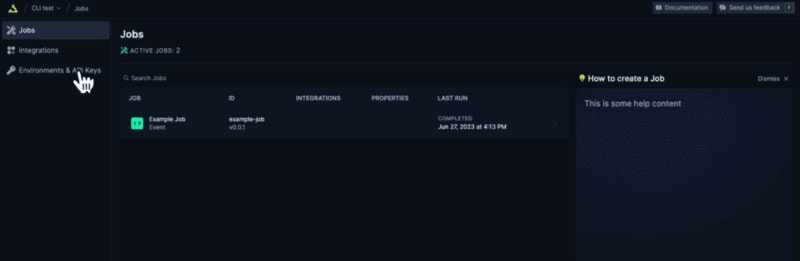 CLI test / Jobs
Documentation
Send us feedback F
Jobs
Integrations
Environments & API Keys
Jobs
ACTIVE JOBS: 2
Search Jobs
JOB ID INTEGRATIONS PROPERTIES LAST RUN
Example Job example-job COMPLETED
Event v0.0.1 Jun 27, 2023 at 4:13 PM
How to create a Job Dismiss
This is some help content